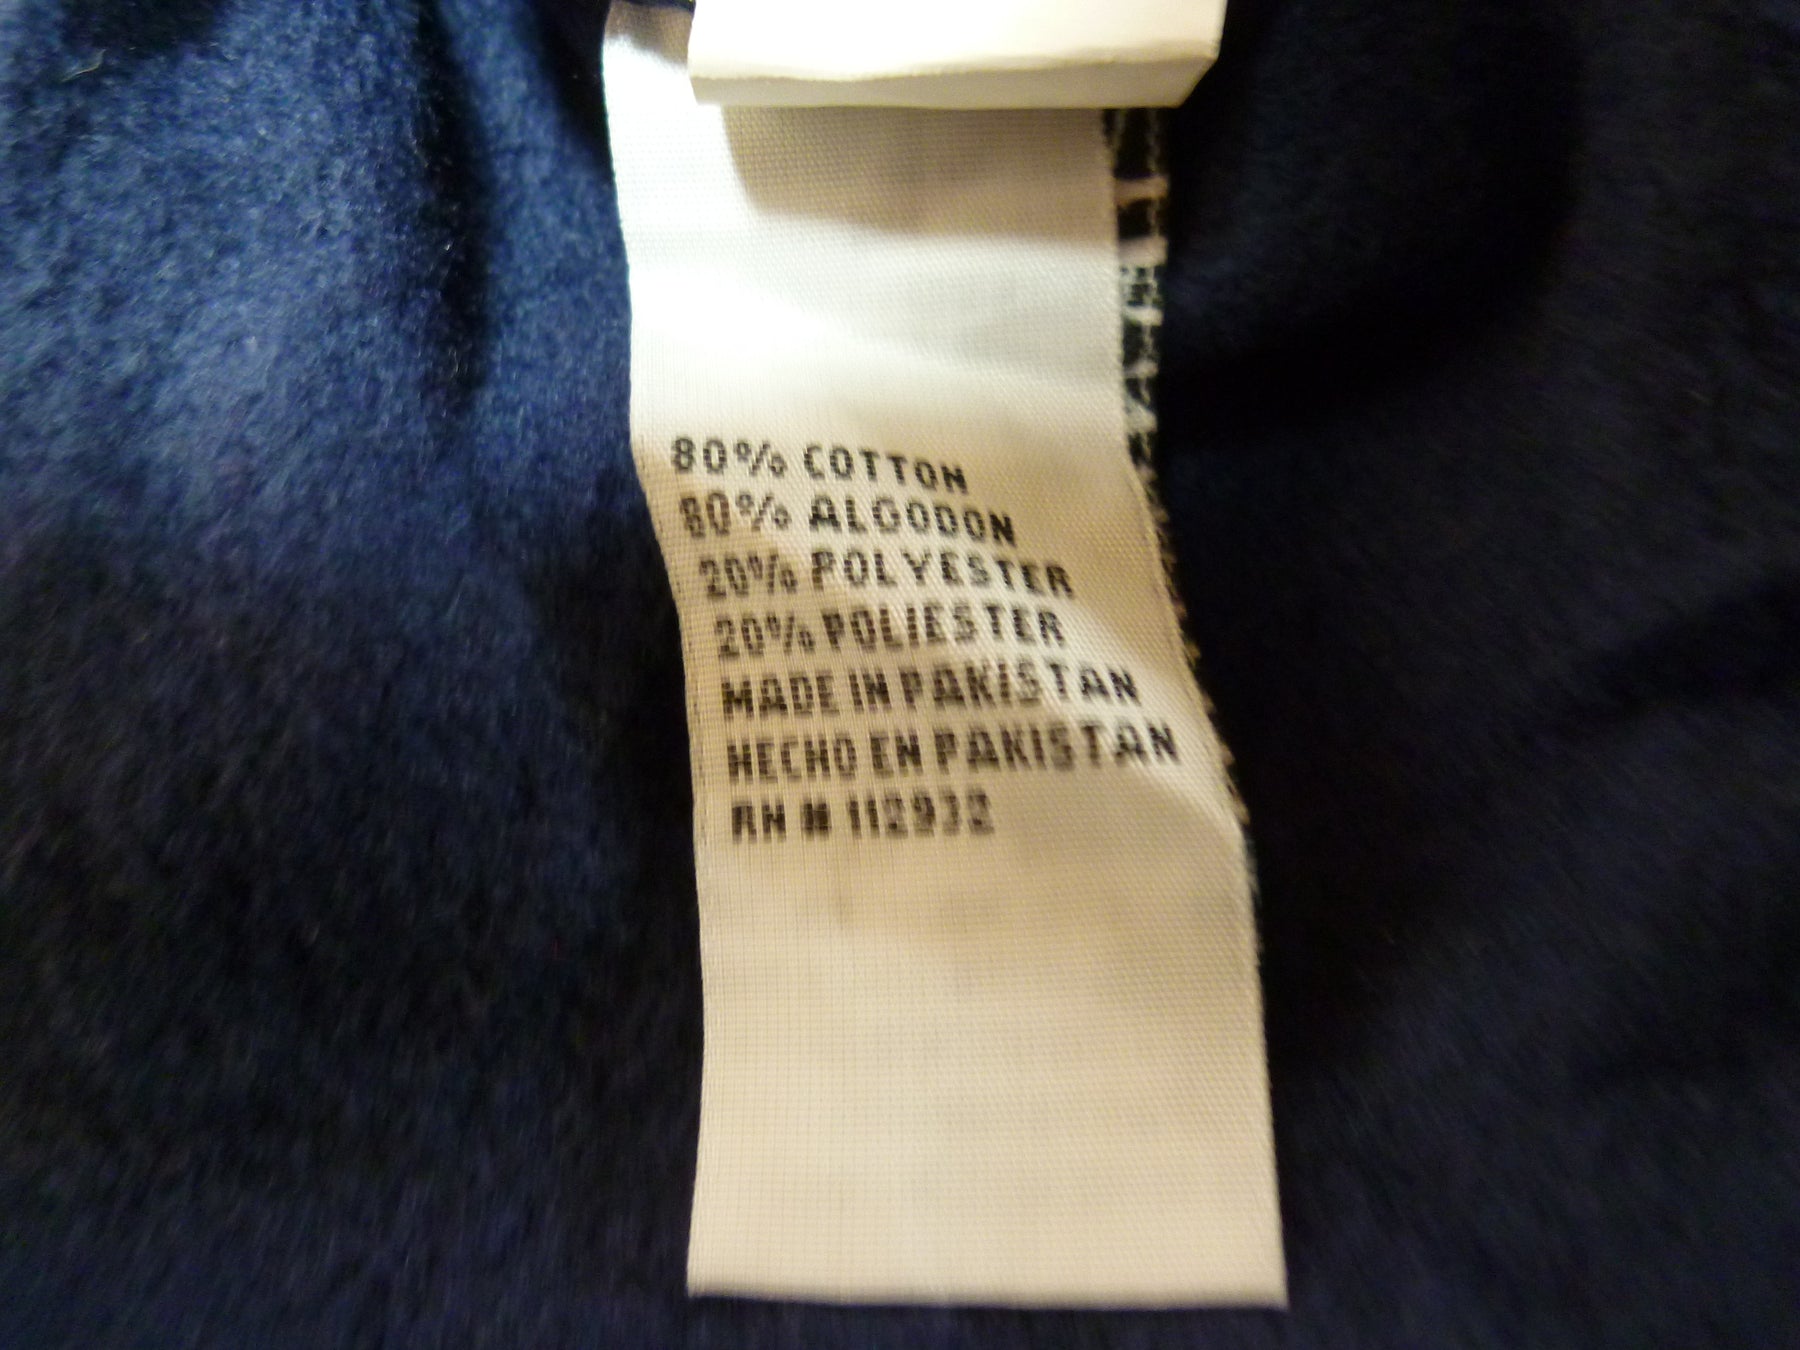 80% COTTON
80% ALGODON
20% POLYESTER
20% POLIESTER
MADE IN PAKISTAN
HECHO EN PAKISTAN
RN # 112932